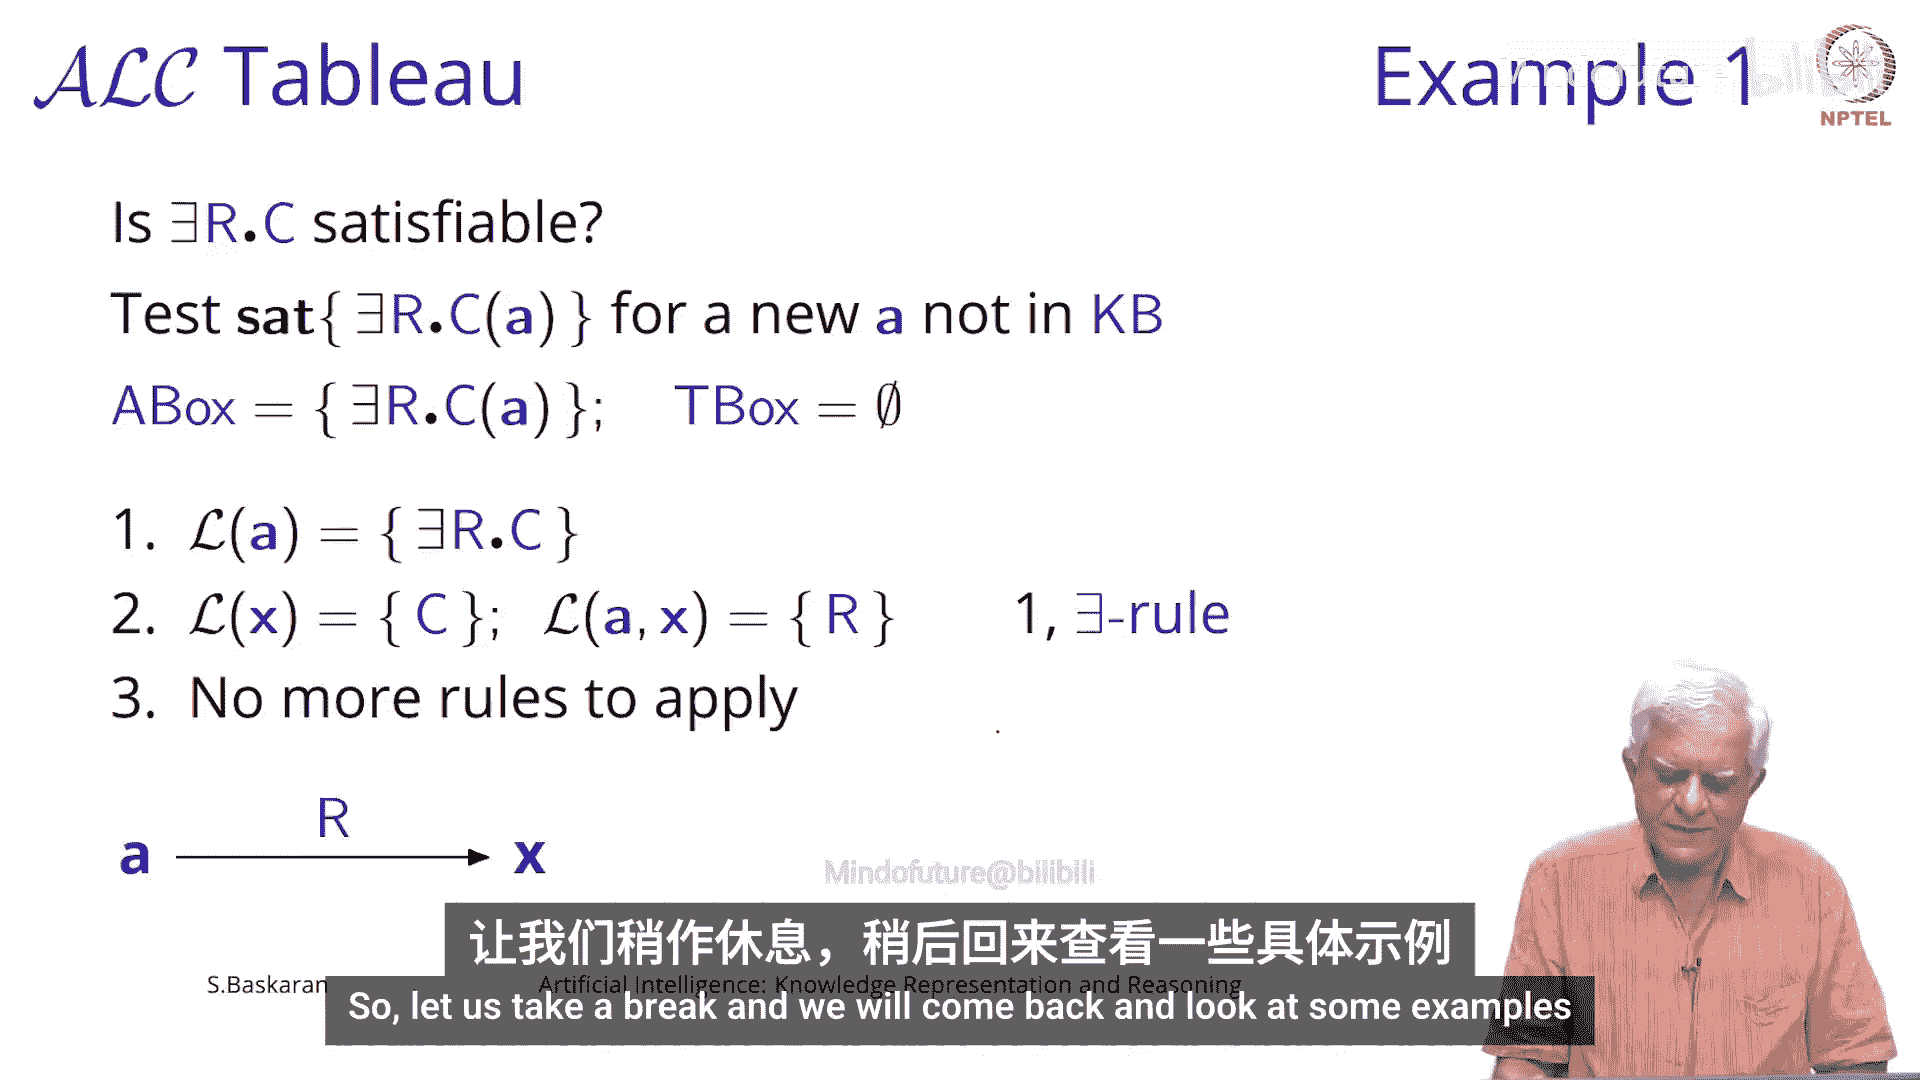 𝒜ℒ𝒞 Tableau
Example 1
NPTEL
Is ∃R.C satisfiable?
Test sat{ ∃R.C(a) } for a new a not in KB
ABox = { ∃R.C(a) }; TBox = ∅
1. ℒ(a) = { ∃R.C }
2. ℒ(x) = { C }; ℒ(a, x) = { R } 1, ∃-rule
3. No more rules to apply
R
a x
Mindofuture@bilibili
让我们稍作休息，稍后回来查看一些具体示例
S.Baskaran Artificial Intelligence: Knowledge Representation and Reasoning
So, let us take a break and we will come back and look at some examples